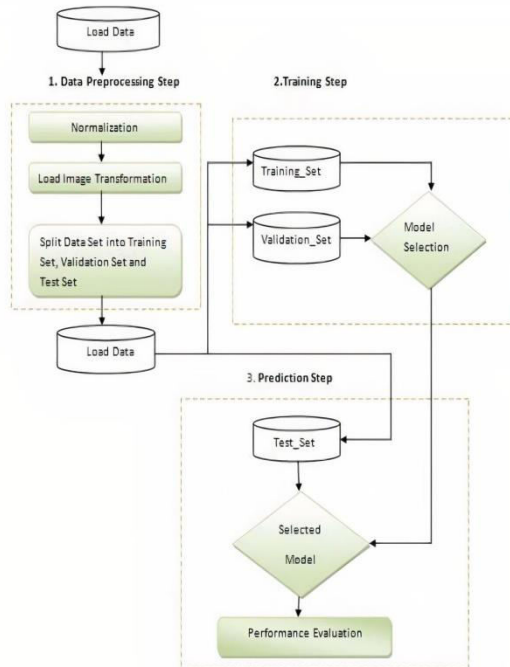 Load Data
1. Data Preprocessing Step
Normalization
Load Image Transformation
Split Data Set into Training
Set, Validation Set and
Test Set
Load Data
2.Training Step
Training_Set
Validation_Set
Model
Selection
3. Prediction Step
Test_Set
Selected
Model
Performance Evaluation